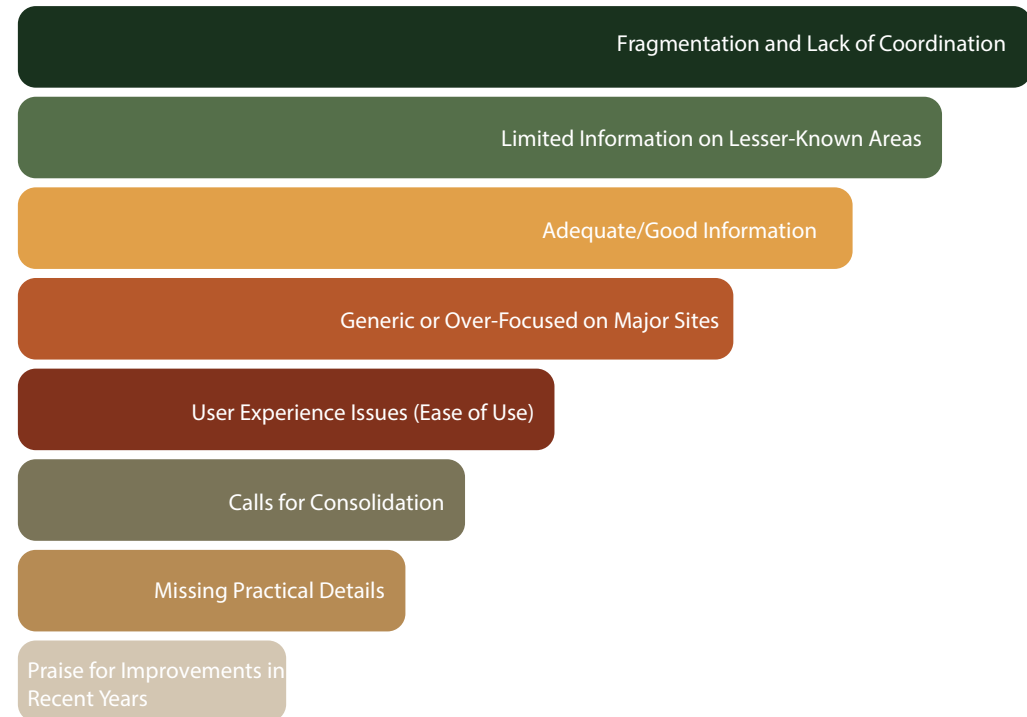 Fragmentation and Lack of Coordination
Limited Information on Lesser-Known Areas
Adequate/Good Information
Generic or Over-Focused on Major Sites
User Experience Issues (Ease of Use)
Calls for Consolidation
Missing Practical Details
Praise for Improvements in
Recent Years